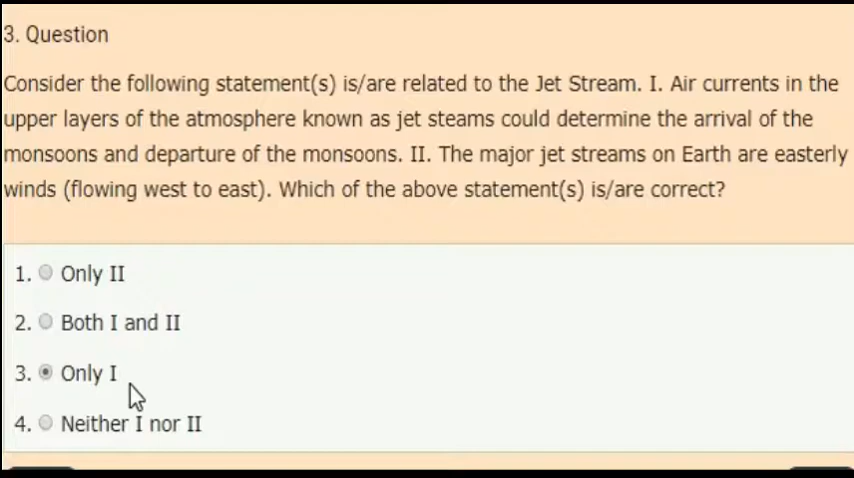 3. Question
Consider the following statement(s) is/are related to the Jet Stream. I. Air currents in the
upper layers of the atmosphere known as jet steams could determine the arrival of the
monsoons and departure of the monsoons. II. The major jet streams on Earth are easterly
winds (flowing west to east). Which of the above statement(s) is/are correct?
1. Only II
2. Both I and II
3. Only I
4. Neither I nor II